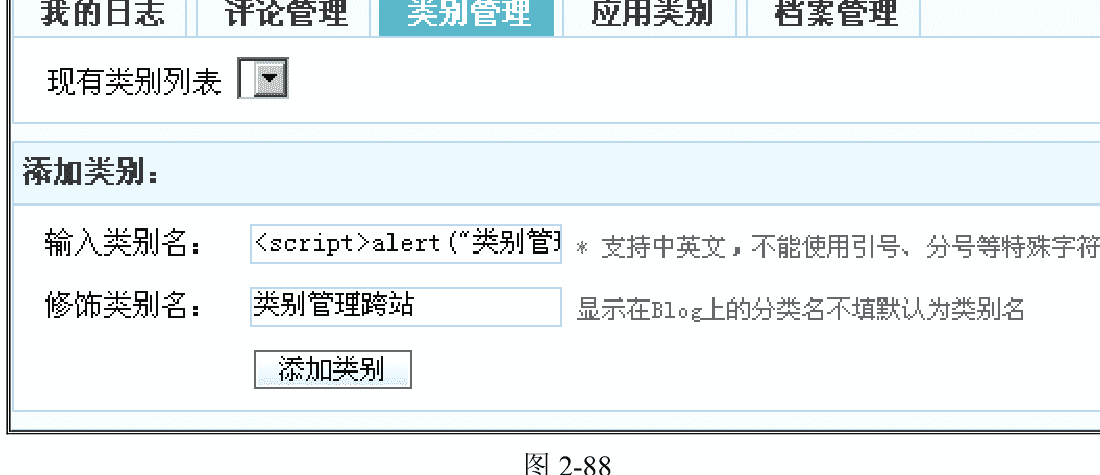 我的日志 评论管理 类别管理 应用类别 档案管理
现有类别列表
添加类别：
输入类别名： <script>alert("类别管 * 支持中英文，不能使用引号、分号等特殊字符
修饰类别名： 类别管理跨站 显示在Blog上的分类名不填默认为类别名
添加类别
图 2-88